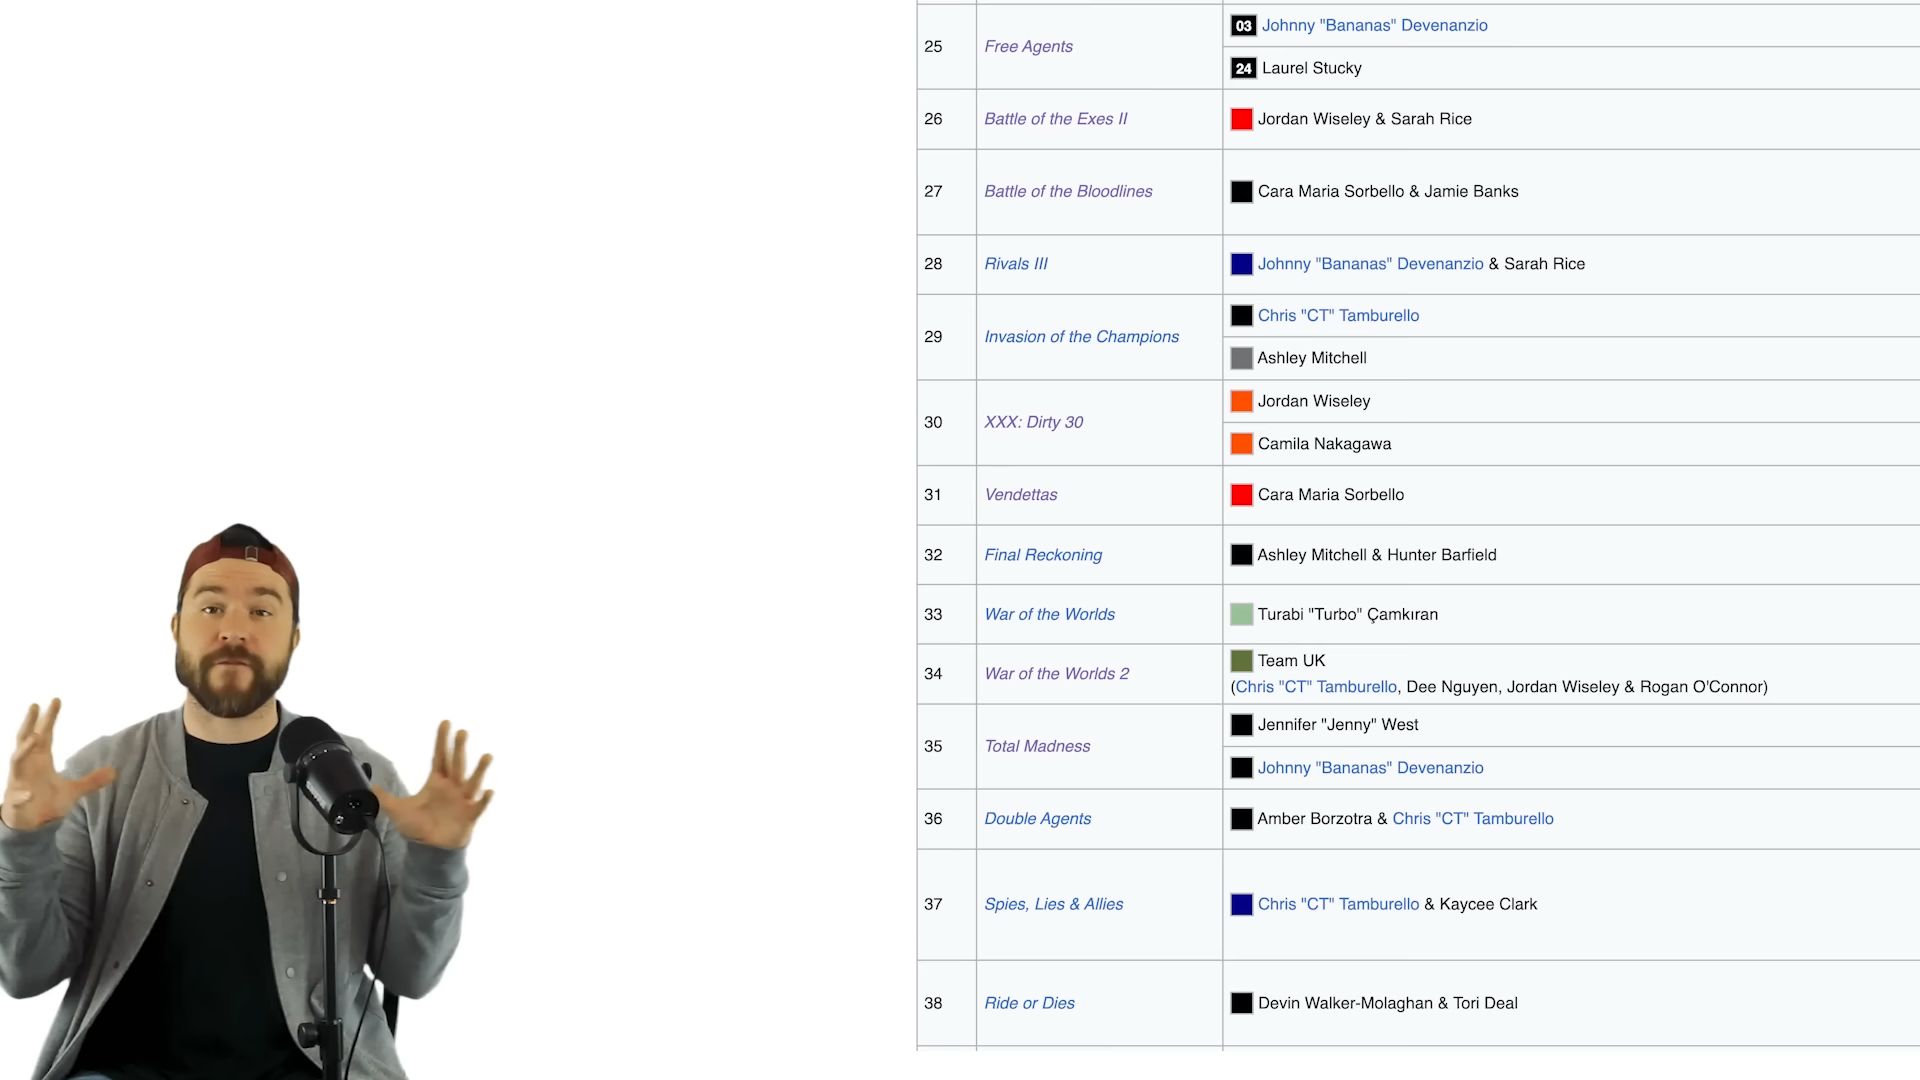 25 Free Agents
03 Johnny "Bananas" Devenanzio
24 Laurel Stucky
26 Battle of the Exes II Jordan Wiseley & Sarah Rice
27 Battle of the Bloodlines Cara Maria Sorbello & Jamie Banks
28 Rivals III Johnny "Bananas" Devenanzio & Sarah Rice
29 Invasion of the Champions
Chris "CT" Tamburello
Ashley Mitchell
30 XXX: Dirty 30
Jordan Wiseley
Camila Nakagawa
31 Vendettas Cara Maria Sorbello
32 Final Reckoning Ashley Mitchell & Hunter Barfield
33 War of the Worlds Turabi "Turbo" Çamkıran
34 War of the Worlds 2
Team UK
(Chris "CT" Tamburello, Dee Nguyen, Jordan Wiseley & Rogan O'Connor)
35 Total Madness
Jennifer "Jenny" West
Johnny "Bananas" Devenanzio
36 Double Agents Amber Borzotra & Chris "CT" Tamburello
37 Spies, Lies & Allies Chris "CT" Tamburello & Kaycee Clark
38 Ride or Dies Devin Walker-Molaghan & Tori Deal